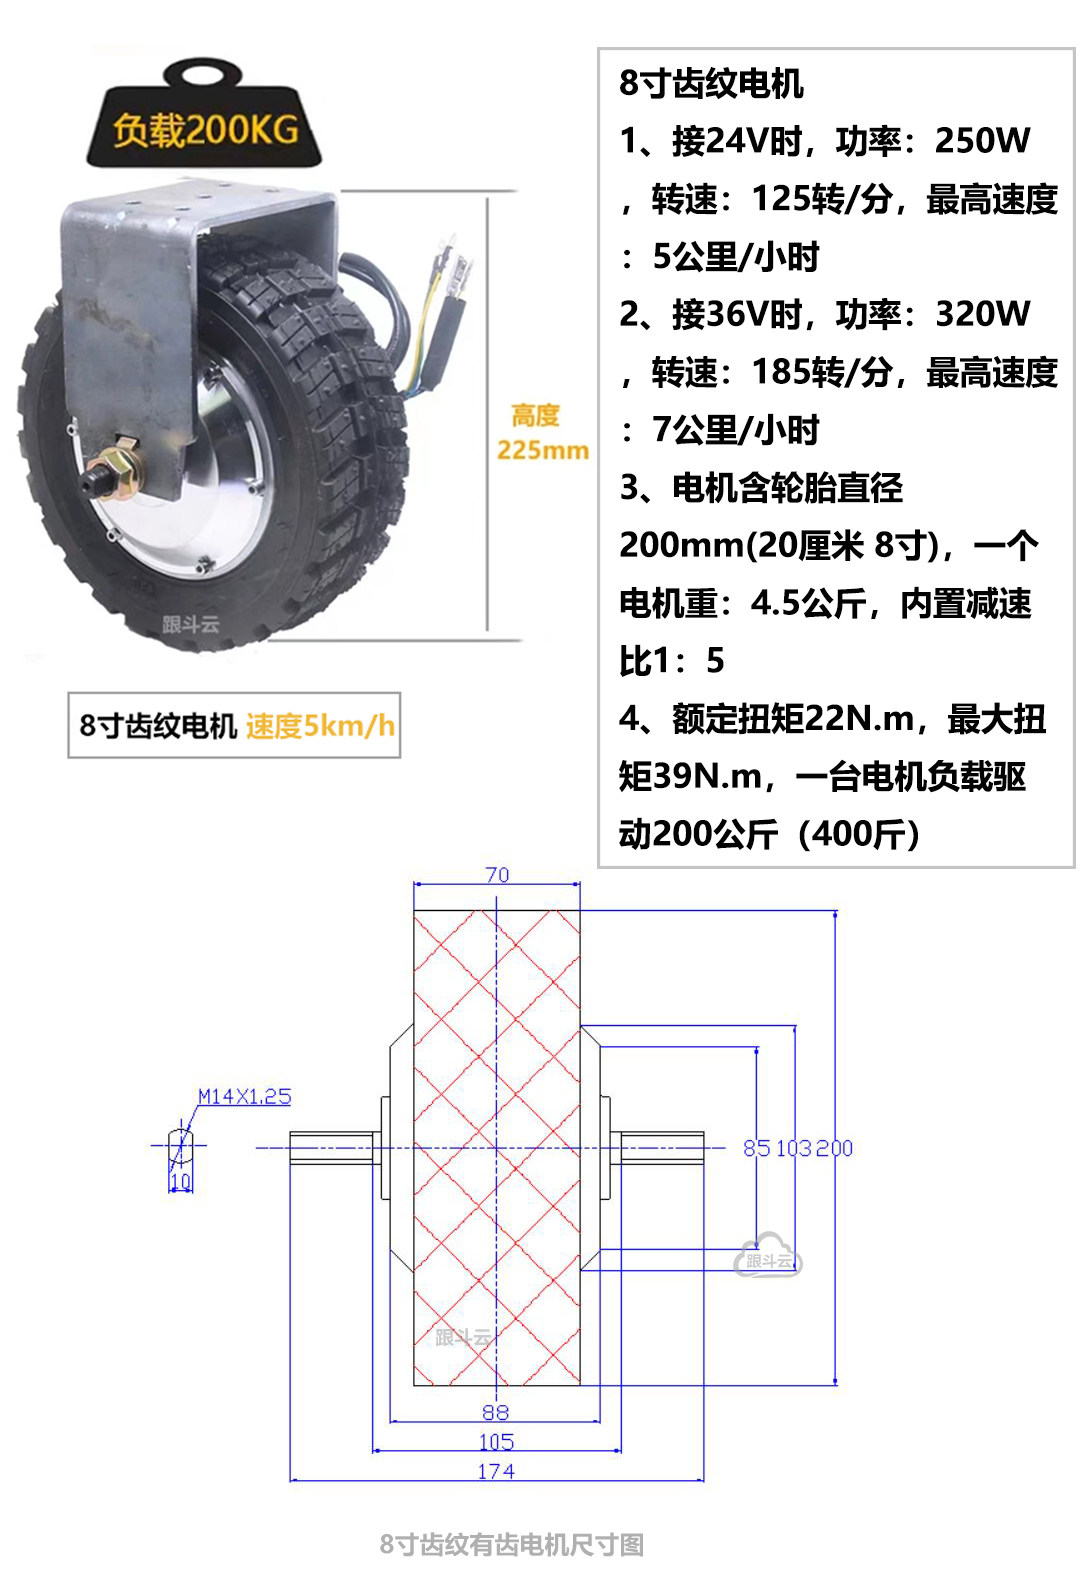 负载200KG
高度
225mm
跟斗云
8寸齿纹电机 速度5km/h
8寸齿纹电机
1、接24V时，功率：250W
，转速：125转/分，最高速度
：5公里/小时
2、接36V时，功率：320W
，转速：185转/分，最高速度
：7公里/小时
3、电机含轮胎直径
200mm(20厘米 8寸)，一个
电机重：4.5公斤，内置减速
比1：5
4、额定扭矩22N.m，最大扭
矩39N.m，一台电机负载驱
动200公斤（400斤）
70
M14X1.25
10
85 103 200
跟斗云
跟斗云
88
105
174
8寸齿纹有齿电机尺寸图